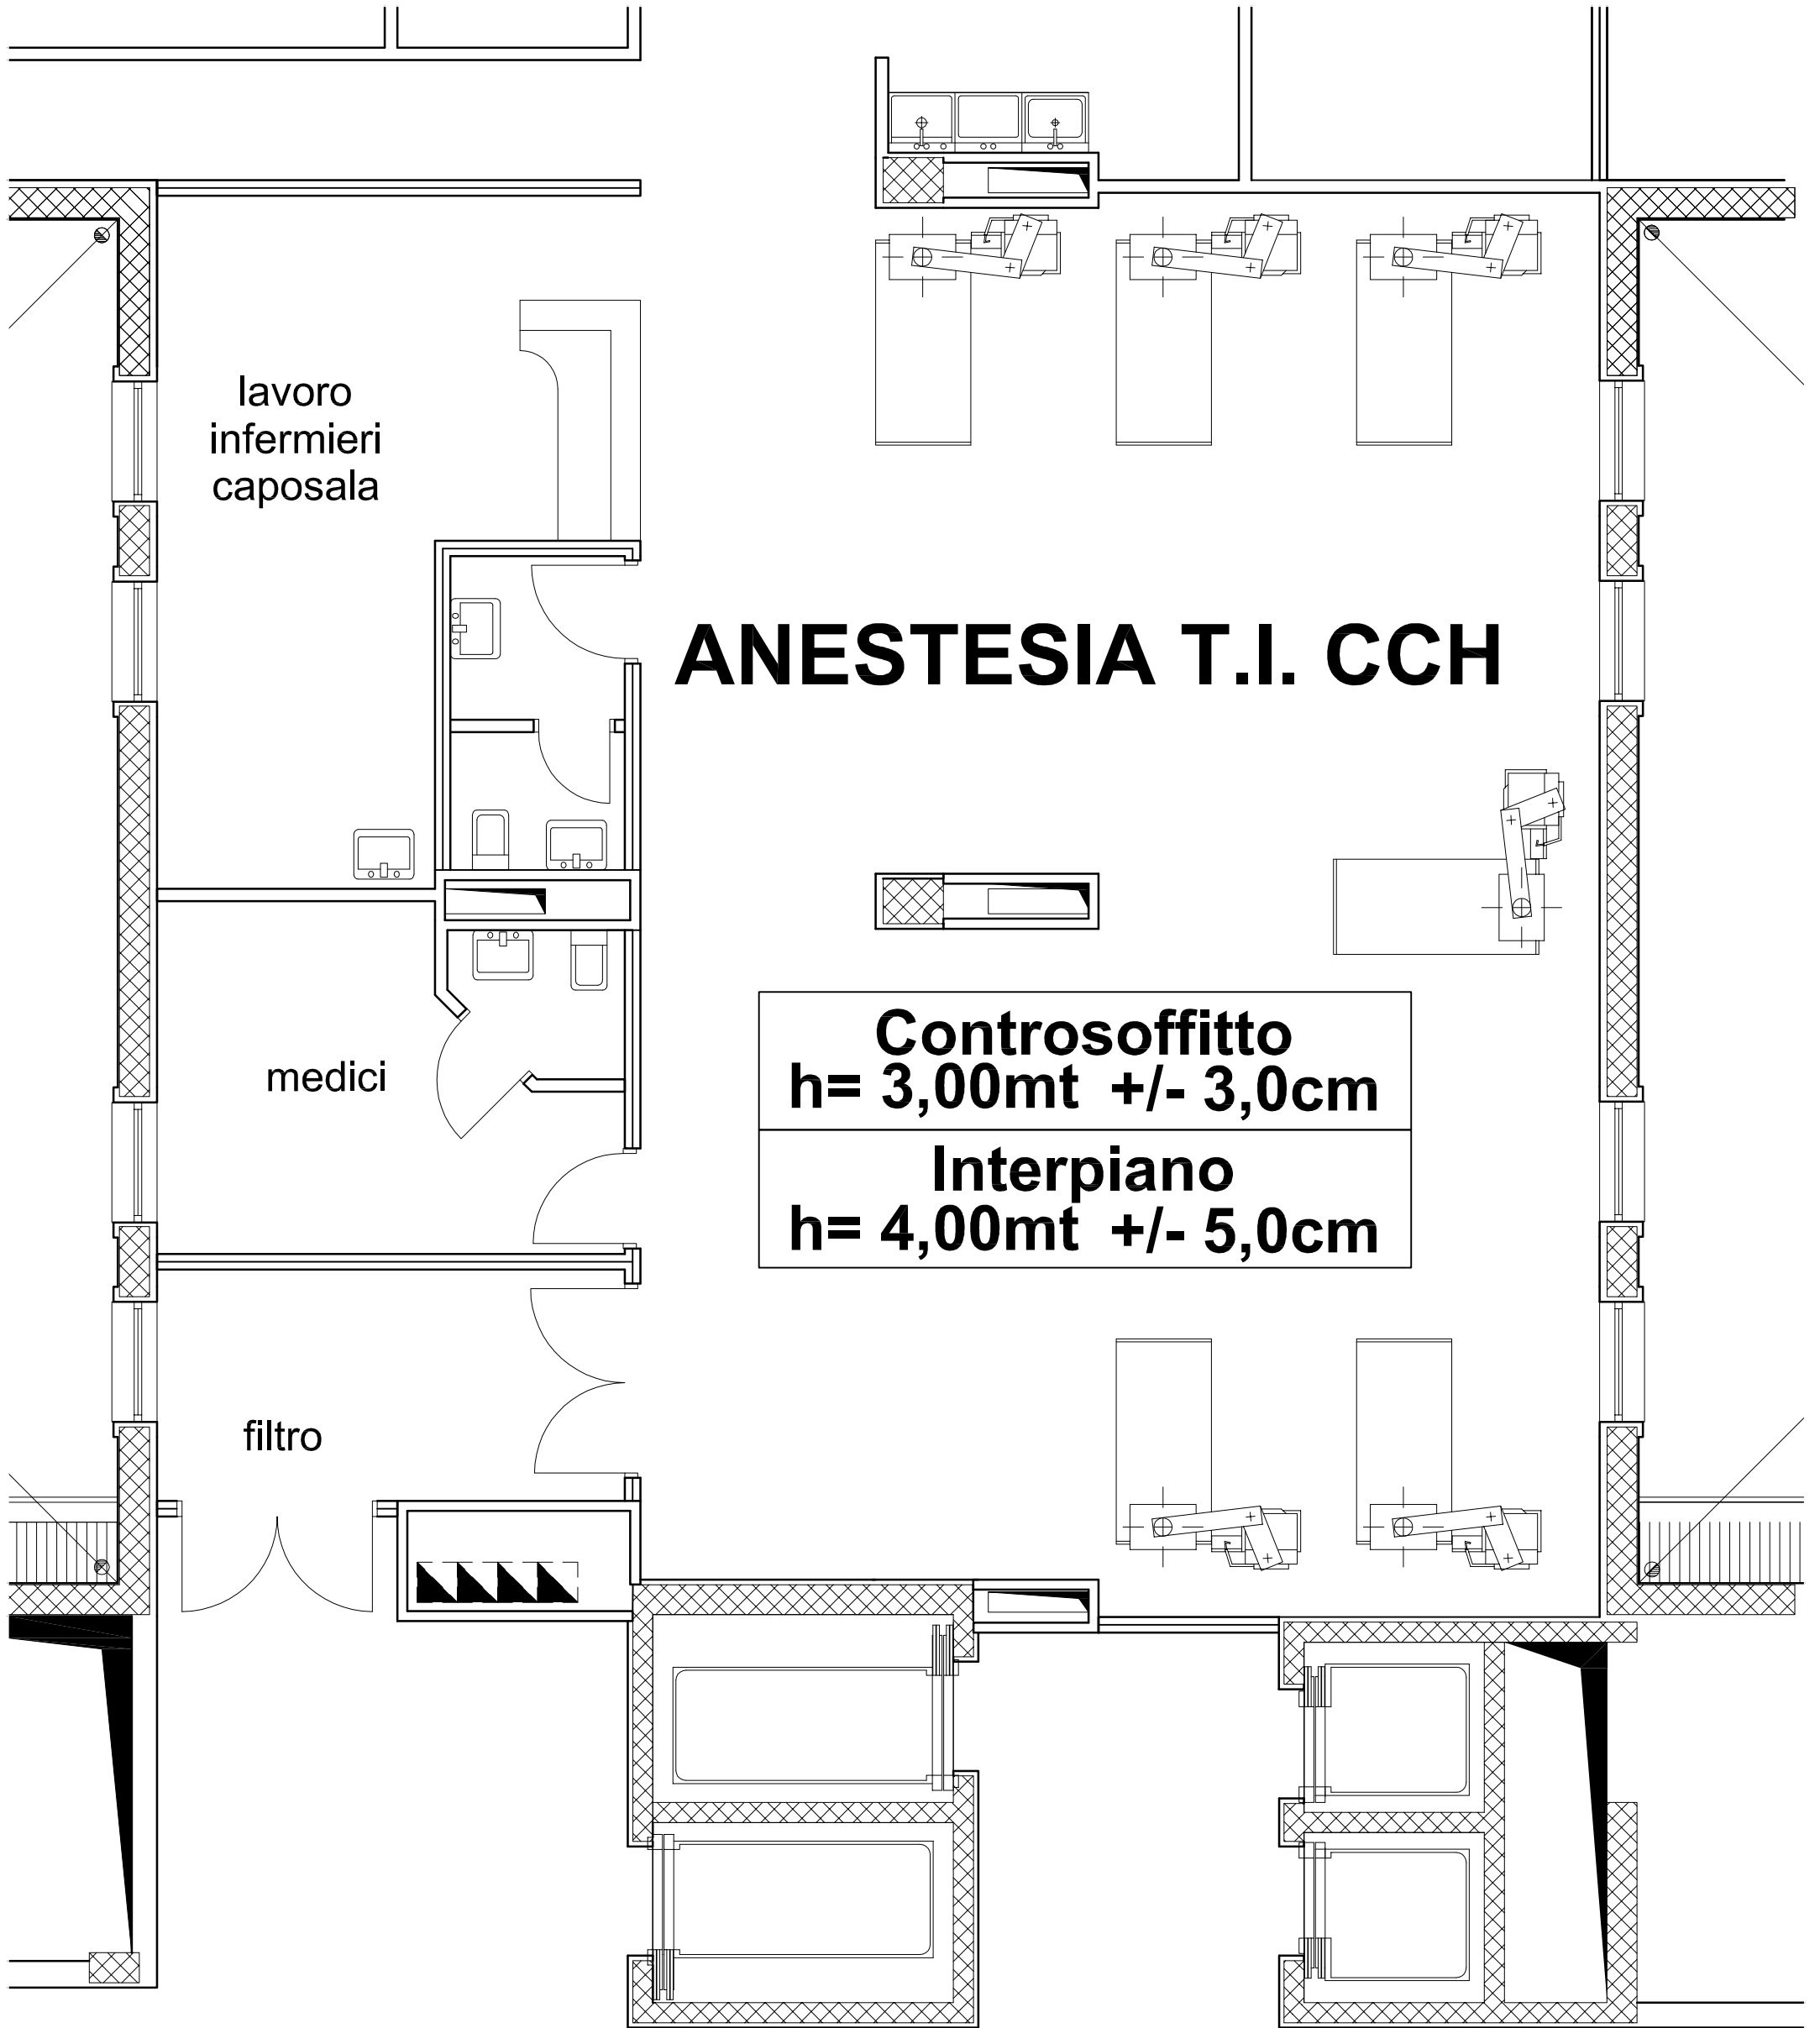 lavoro
infermieri
caposala
ANESTESIA T.I. CCH
medici
Controsoffitto
h= 3,00mt +/- 3,0cm
Interpiano
h= 4,00mt +/- 5,0cm
filtro